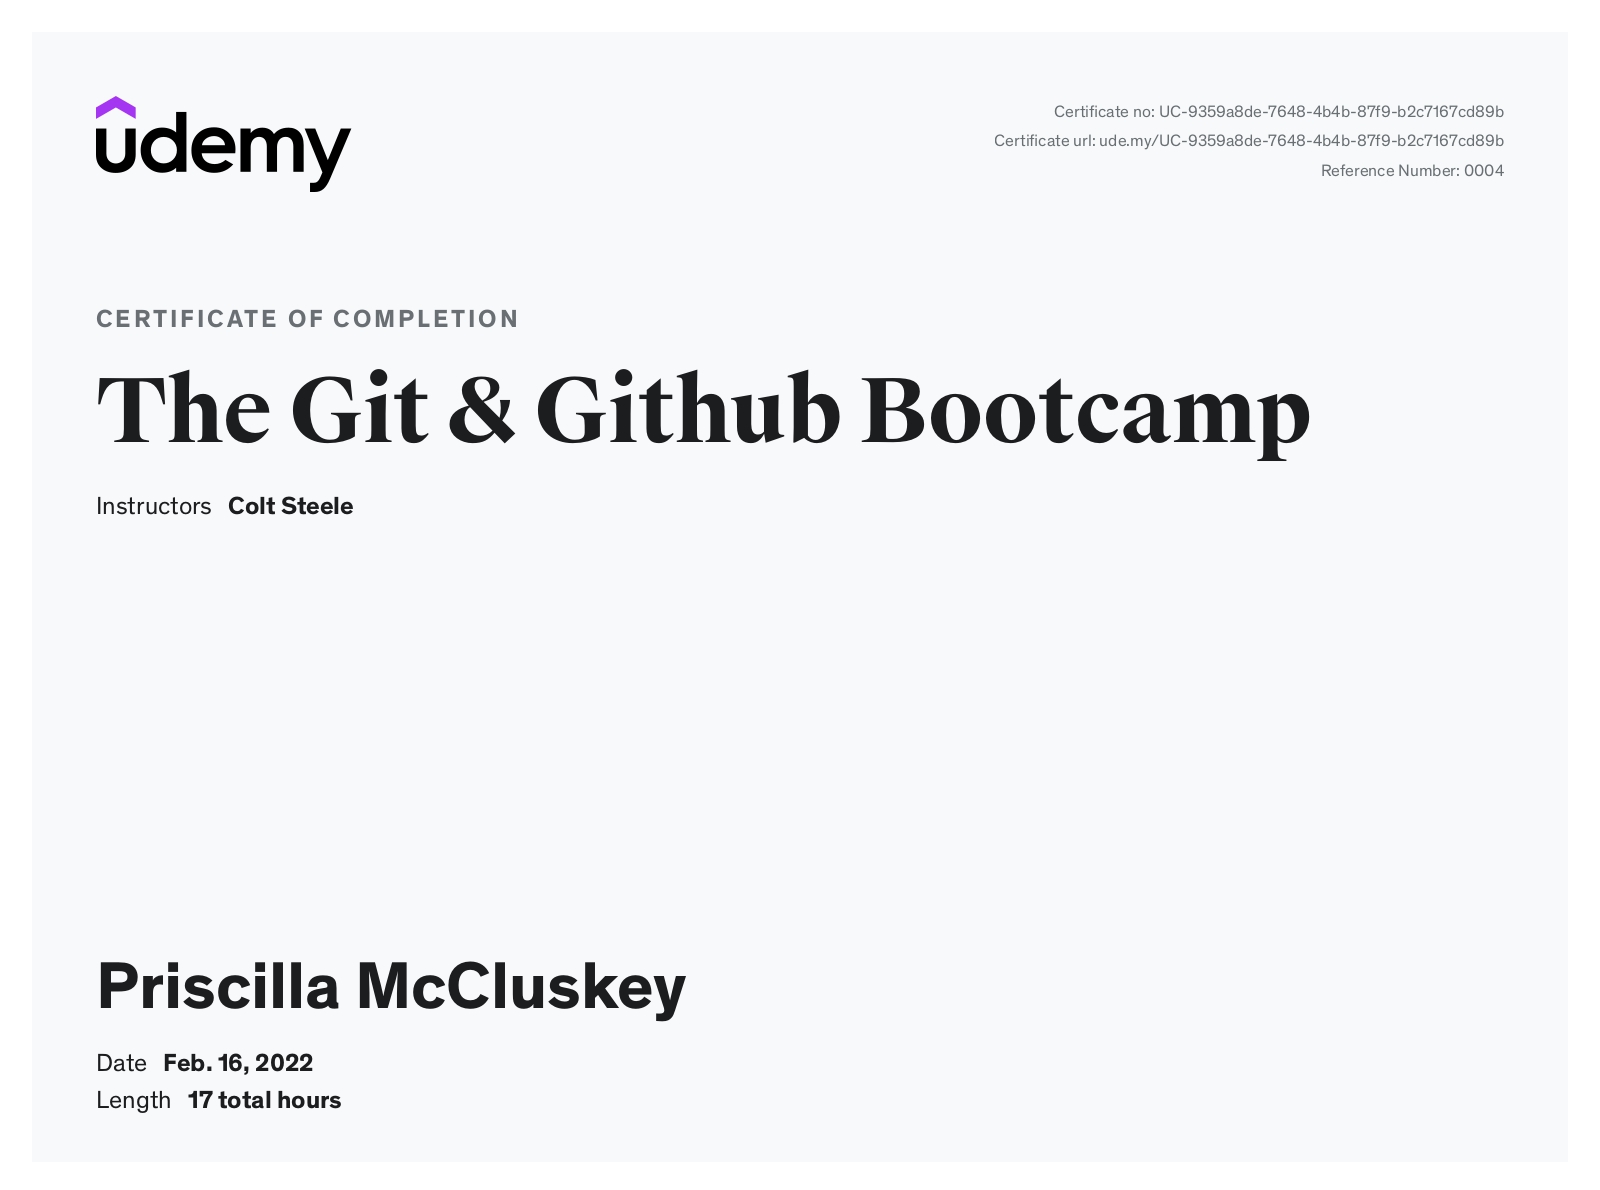 udemy
Certificate no: UC-9359a8de-7648-4b4b-87f9-b2c7167cd89b
Certificate url: ude.my/UC-9359a8de-7648-4b4b-87f9-b2c7167cd89b
Reference Number: 0004
CERTIFICATE OF COMPLETION
The Git & Github Bootcamp
Instructors Colt Steele
Priscilla McCluskey
Date Feb. 16, 2022
Length 17 total hours